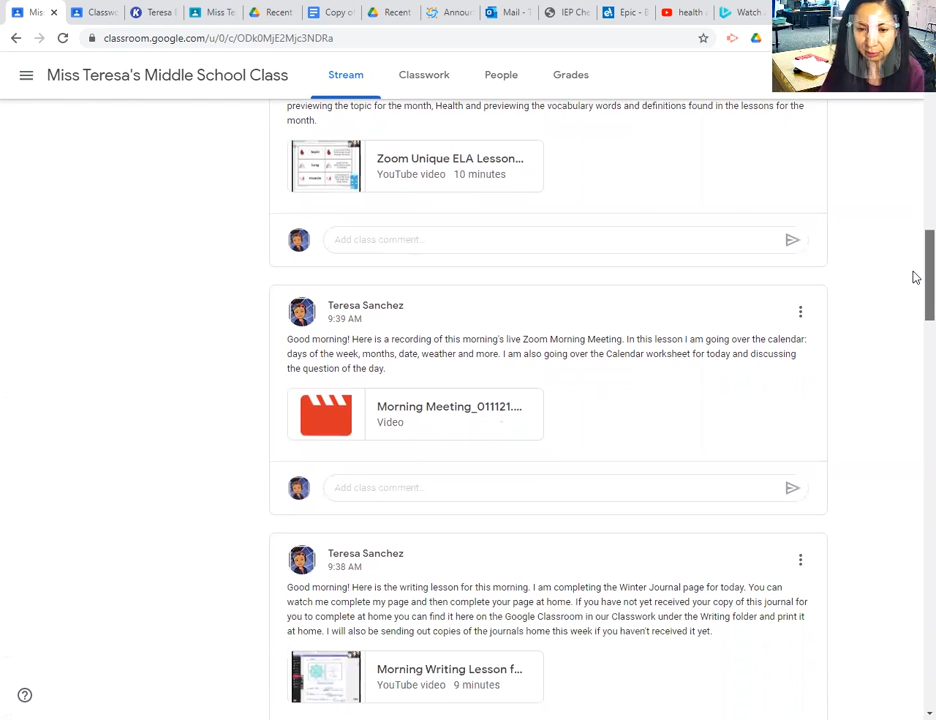 Mis
Classwo
Teresa
Miss Te
Recent
Copy o
Recent
Annou
Mail - T
IEP Che
Epic - E
health
Watch
classroom.google.com/u/0/c/ODk0MjE2Mjc3NDRa
Miss Teresa's Middle School Class
Stream
Classwork
People
Grades
previewing the topic for the month, Health and previewing the vocabulary words and definitions found in the lessons for the
month.
Zoom Unique ELA Lesson...
YouTube video 10 minutes
Add class comment...
Teresa Sanchez
9:39 AM
Good morning! Here is a recording of this morning's live Zoom Morning Meeting. In this lesson I am going over the calendar:
days of the week, months, date, weather and more. I am also going over the Calendar worksheet for today and discussing
the question of the day.
Morning Meeting_011121....
Video
Add class comment...
Teresa Sanchez
9:38 AM
Good morning! Here is the writing lesson for this morning. I am completing the Winter Journal page for today. You can
watch me complete my page and then complete your page at home. If you have not yet received your copy of this journal for
you to complete at home you can find it here on the Google Classroom in our Classwork under the Writing folder and print it
at home. I will also be sending out copies of the journals home this week if you haven't received it yet.
Morning Writing Lesson f...
YouTube video 9 minutes